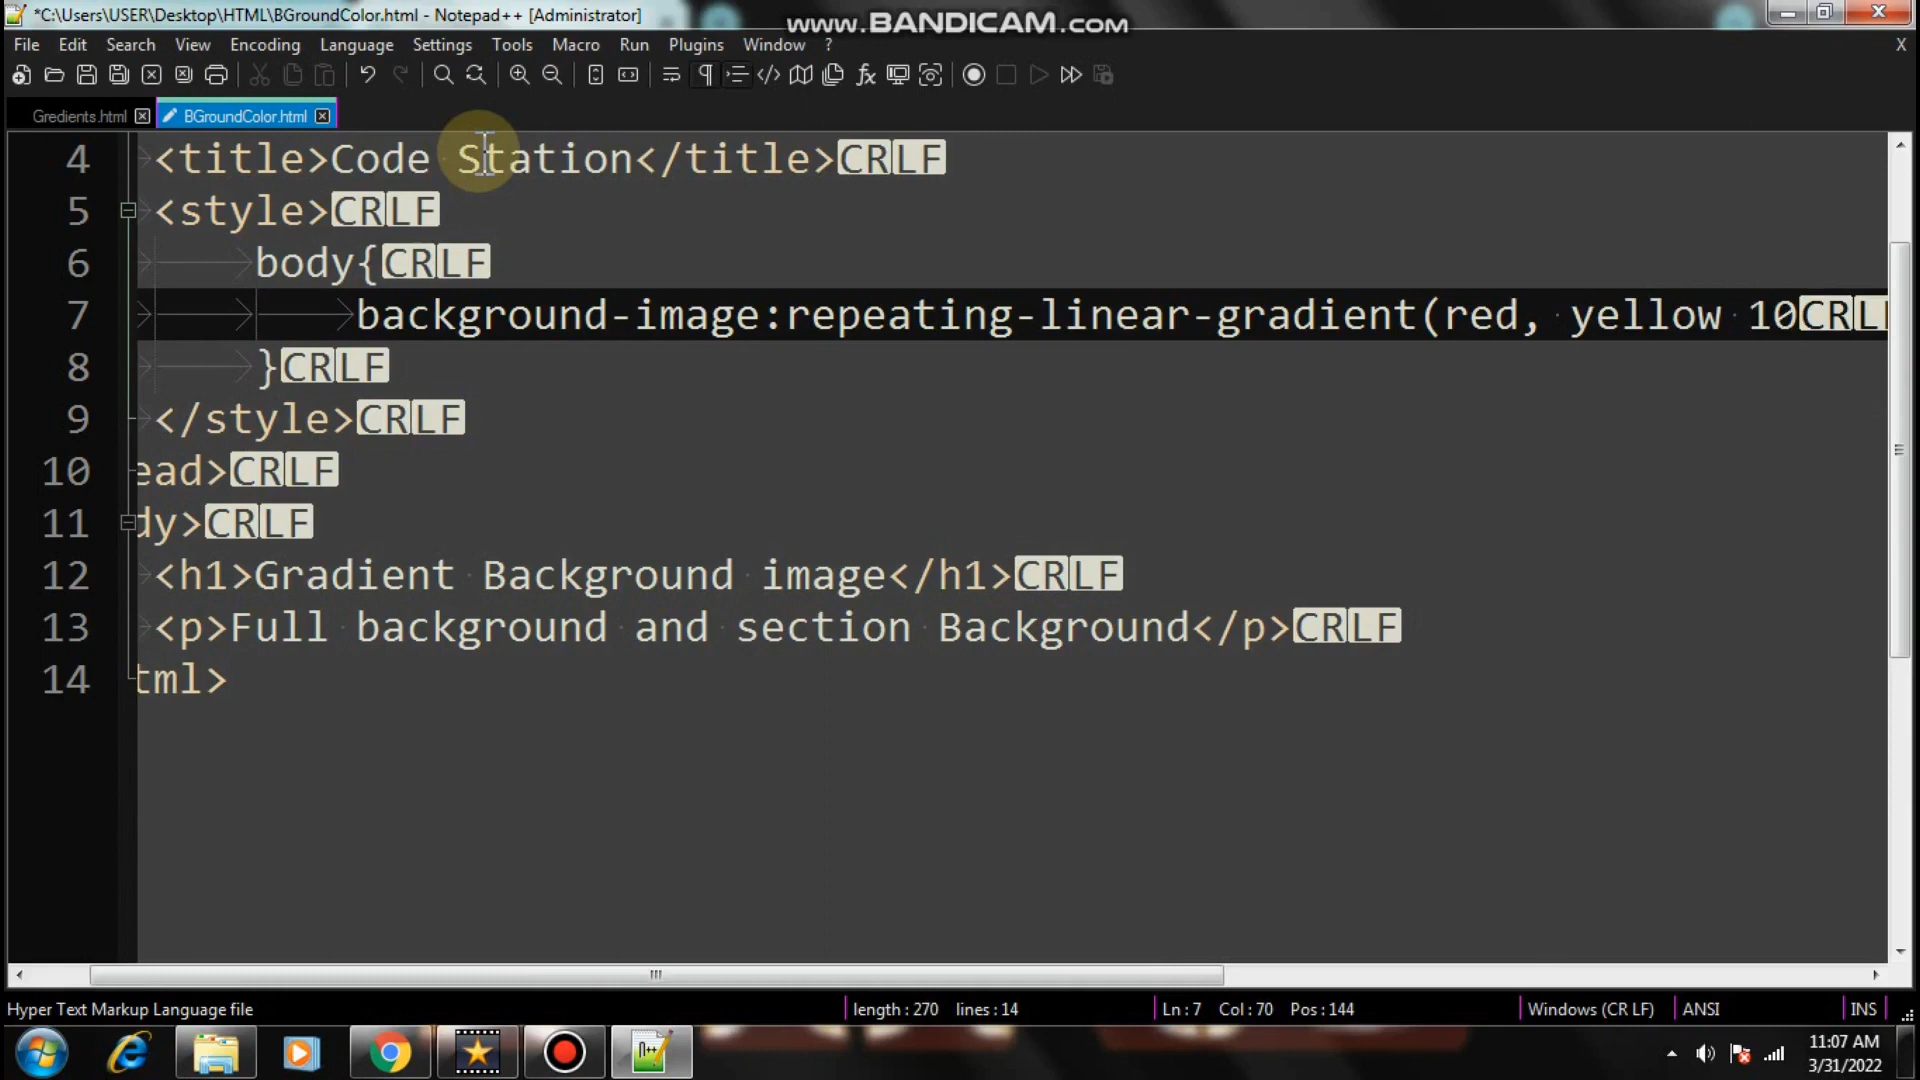 *C:\Users\USER\Desktop\HTML\BGroundColor.html - Notepad++ [Administrator]
www.BANDICAM.com
File Edit Search View Encoding Language Settings Tools Macro Run Plugins Window ? X
Gredients.html BGroundColor.html
4 <title>Code Station</title>CRLF
5 <style>CRLF
6 body{CRLF
7 background-image:repeating-linear-gradient(red, yellow 10CRLF
8 }CRLF
9 </style>CRLF
10 ead>CRLF
11 dy>CRLF
12 <h1>Gradient Background image</h1>CRLF
13 <p>Full background and section Background</p>CRLF
14 tml>
Hyper Text Markup Language file length : 270 lines : 14 Ln : 7 Col : 70 Pos : 144 Windows (CR LF) ANSI INS
11:07 AM
3/31/2022